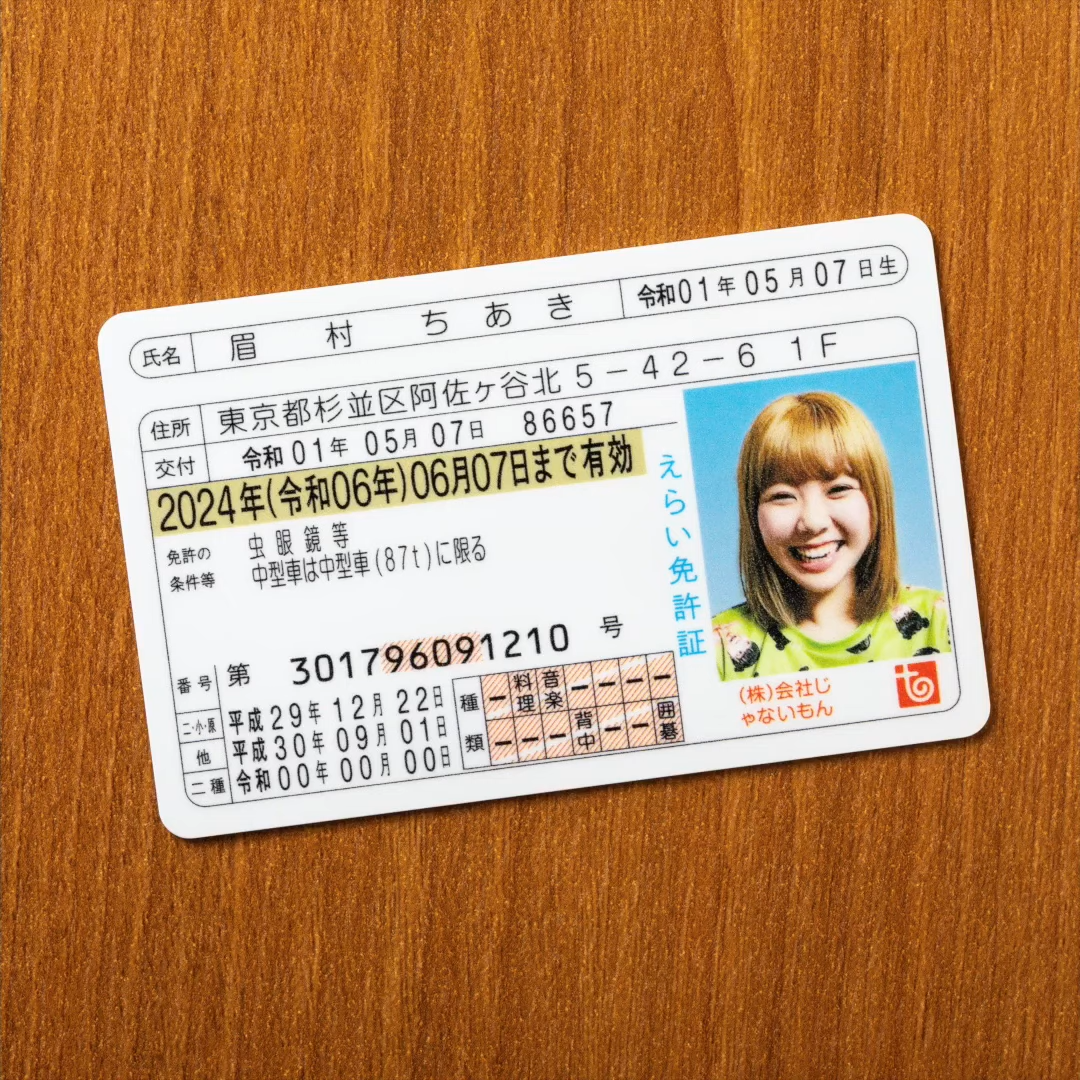 氏名 眉村ちあき 令和01年05月07日生
住所 東京都杉並区阿佐ヶ谷北5-42-6 1F
交付 令和01年05月07日 86657
2024年(令和06年)06月07日まで有効
免許の
条件等
虫眼鏡等
中型車は中型車(87t)に限る
えらい免許証
番号 第 301796091210 号
二・小・原 平成29年12月22日
他 平成30年09月01日
二種 令和00年00月00日
種類
ー 料理 音楽 ー ー ー ー
ー ー ー 背中 ー ー 囲碁
(株)会社じ
ゃないもん